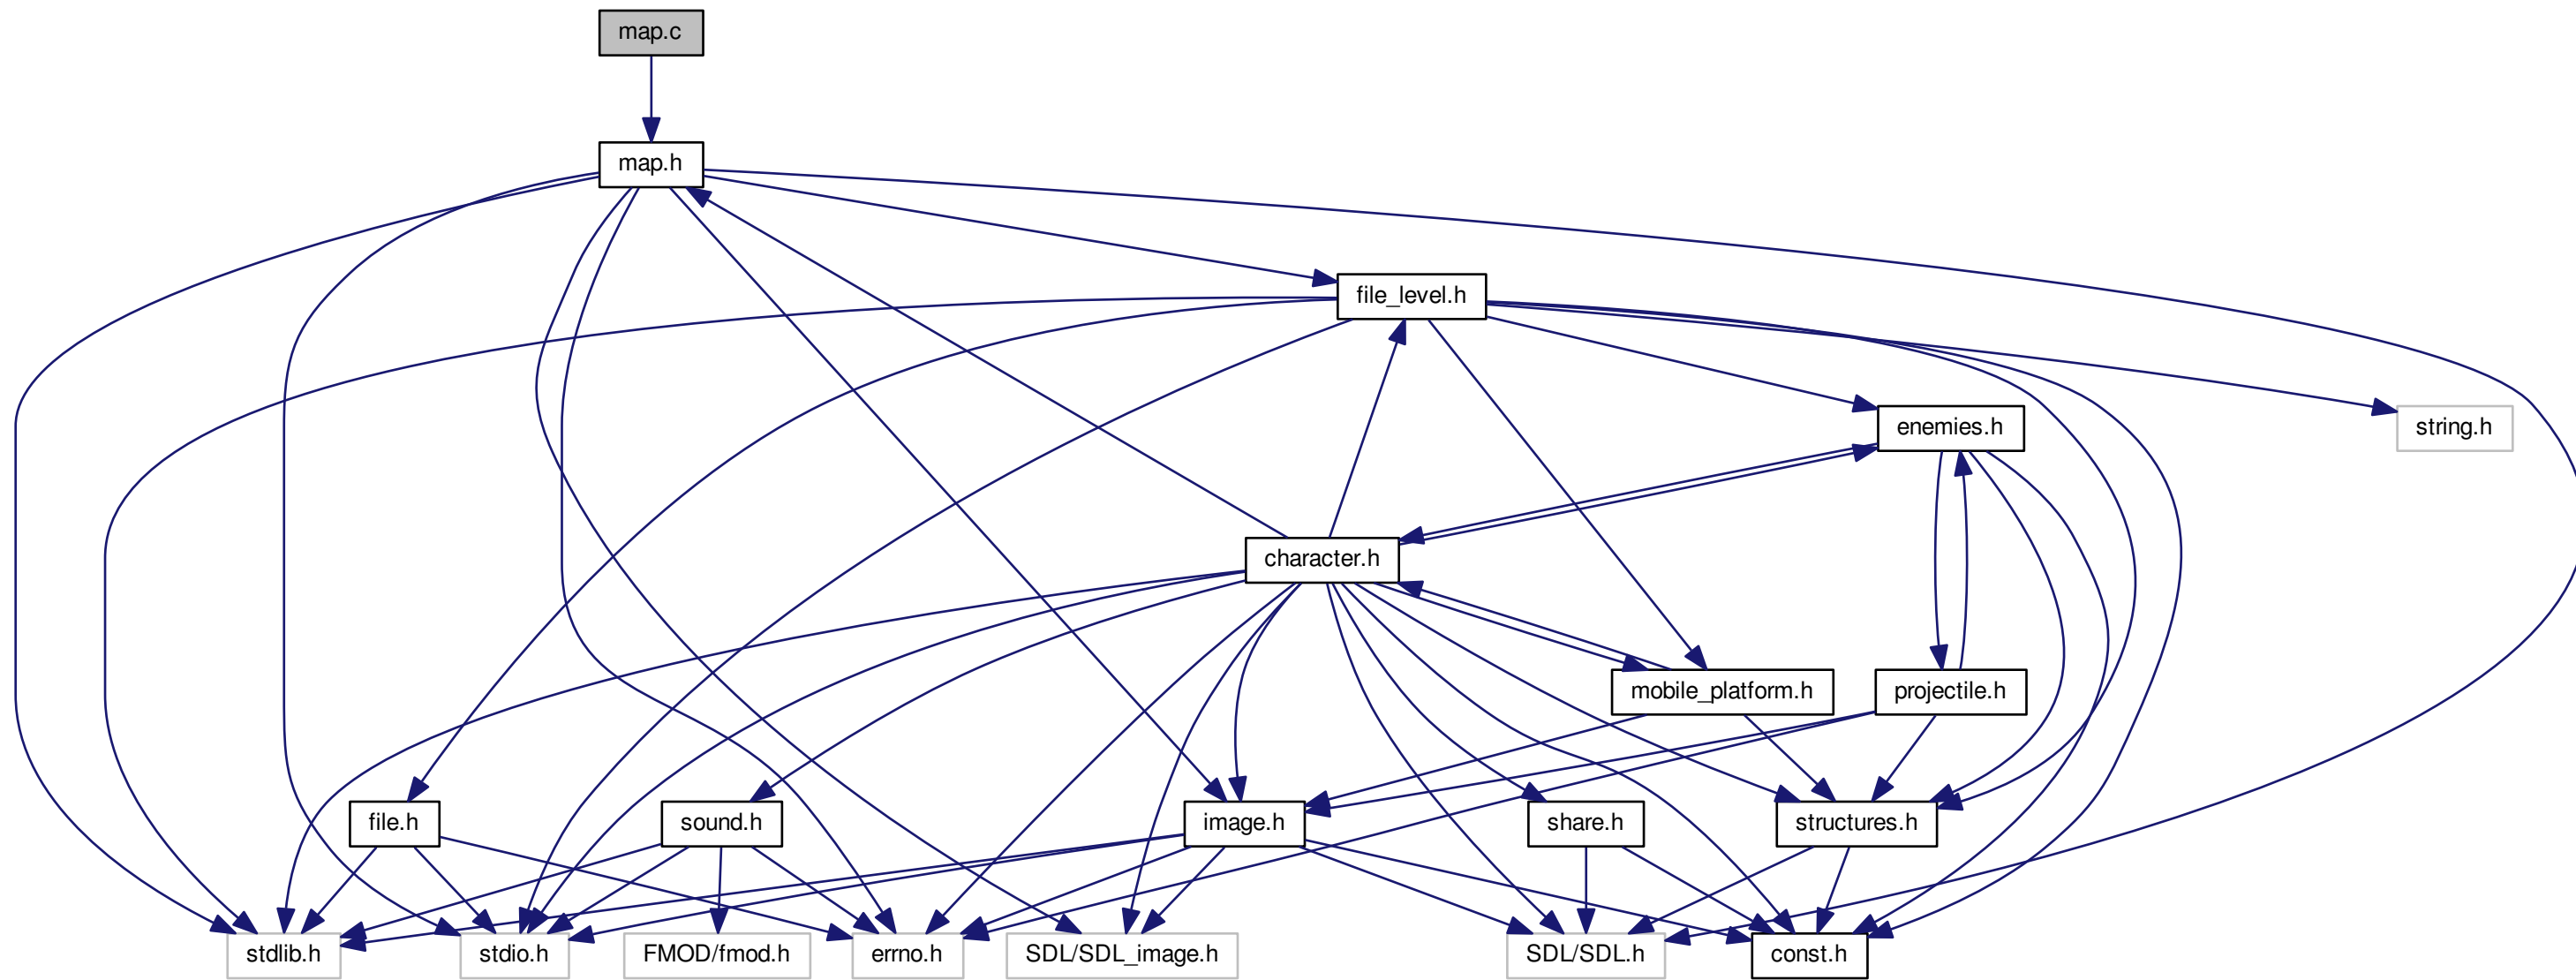 map.c
map.h
file_level.h
enemies.h
string.h
character.h
mobile_platform.h
projectile.h
file.h
sound.h
image.h
share.h
structures.h
stdlib.h
stdio.h
FMOD/fmod.h
errno.h
SDL/SDL_image.h
SDL/SDL.h
const.h